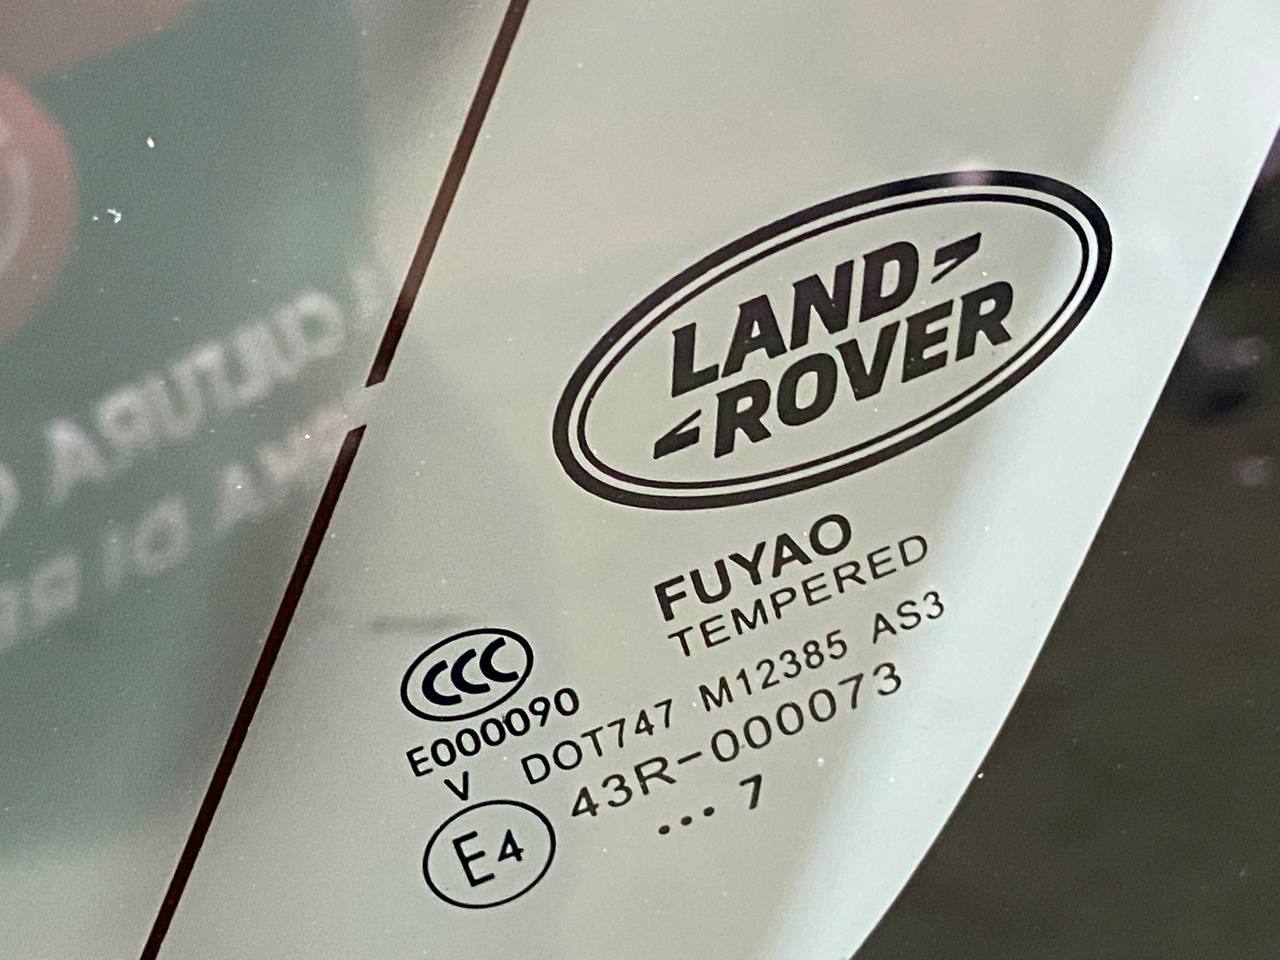 LAND
ROVER
FUYAO
TEMPERED
CCC
E000090
DOT747 M12385 AS3
V
43R-000073
E4
... 7